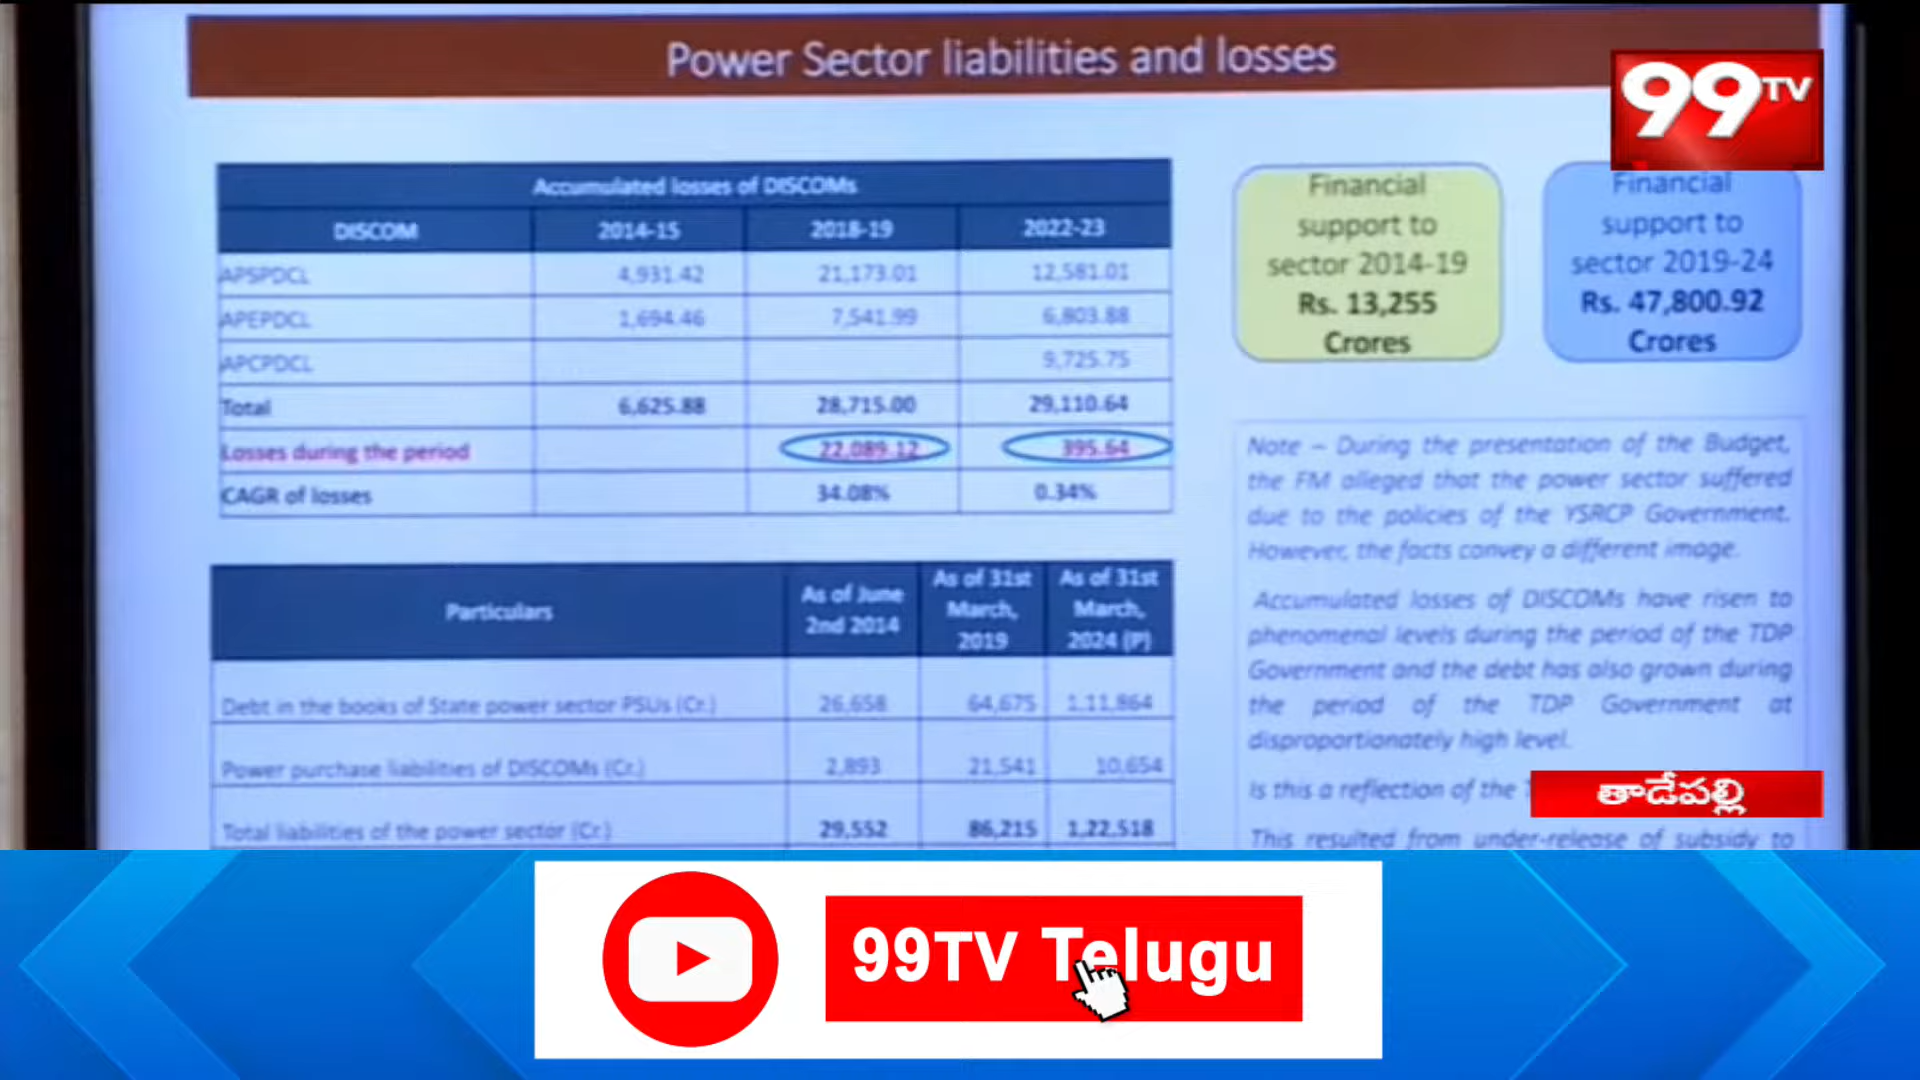 Power Sector liabilities and losses
99TV
Accumulated losses of DISCOMs
DISCOM 2014-15 2018-19 2022-23
APSPDCL 4,931.42 21,173.01 12,581.01
APEPDCL 1,694.46 7,541.99 6,803.88
APCPDCL 9,725.75
Total 6,625.88 28,715.00 29,110.64
Losses during the period 22,089.12 395.64
CAGR of losses 34.08% 0.34%
Financial
support to
sector 2014-19
Rs. 13,255
Crores
Financial
support to
sector 2019-24
Rs. 47,800.92
Crores
Particulars
As of June
2nd 2014
As of 31st
March,
2019
As of 31st
March,
2024 (P)
Debt in the books of State power sector PSUs (Cr.) 26,658 64,675 1,11,864
Power purchase liabilities of DISCOMs (Cr.) 2,893 21,541 10,654
Total liabilities of the power sector (Cr.) 29,552 86,215 1,22,518
Note – During the presentation of the Budget,
the FM alleged that the power sector suffered
due to the policies of the YSRCP Government.
However, the facts convey a different image.
Accumulated losses of DISCOMs have risen to
phenomenal levels during the period of the TDP
Government and the debt has also grown during
the period of the TDP Government at
disproportionately high level.
Is this a reflection of the
This resulted from under-release of subsidy to
తాడేపల్లి
99TV Telugu